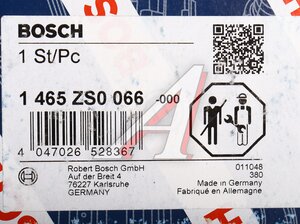 BOSCH
1 St/Pc
1 465 ZS0 066 -000
4 047026 528367
Robert Bosch GmbH
Auf der Breit 4
76227 Karlsruhe
GERMANY
011048
380
Made in Germany
Fabriqué en Allemagne